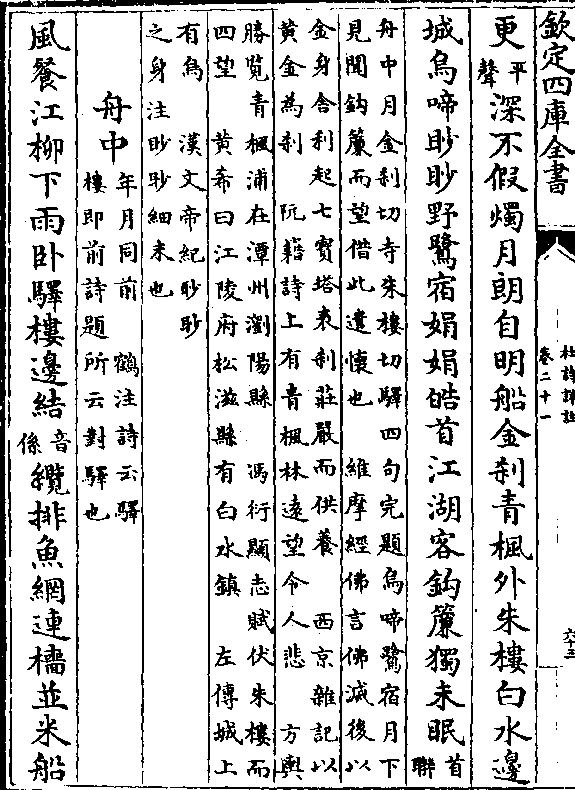 欽定四庫全書
杜詩詳註
卷二十一
六十三
更平聲深不假燭月朗自明船金刹青楓外朱樓白水邊
城烏啼眇眇野鷺宿娟娟皓首江湖客鈎簾獨未眠首聯
舟中月金刹切寺朱樓切驛四句完題烏啼鷺宿月下
見聞鈎簾而望借此遣懷也 維摩經佛言佛滅後以
金身舍利起七寶塔表刹莊嚴而供養 西京雜記以
黄金為刹 阮籍詩上有青楓林遠望令人悲 方輿
勝覧青楓浦在潭州瀏陽縣 馮衍顯志賦伏朱樓而
四望 黄希曰江陵府松滋縣有白水鎮 左傳城上
有烏 漢文帝紀眇眇
之身注眇眇細末也
舟中年月同前 鶴注詩云驛
樓即前詩題所云對驛也
風餐江柳下雨卧驛樓邊結音係纜排魚網連檣並米船